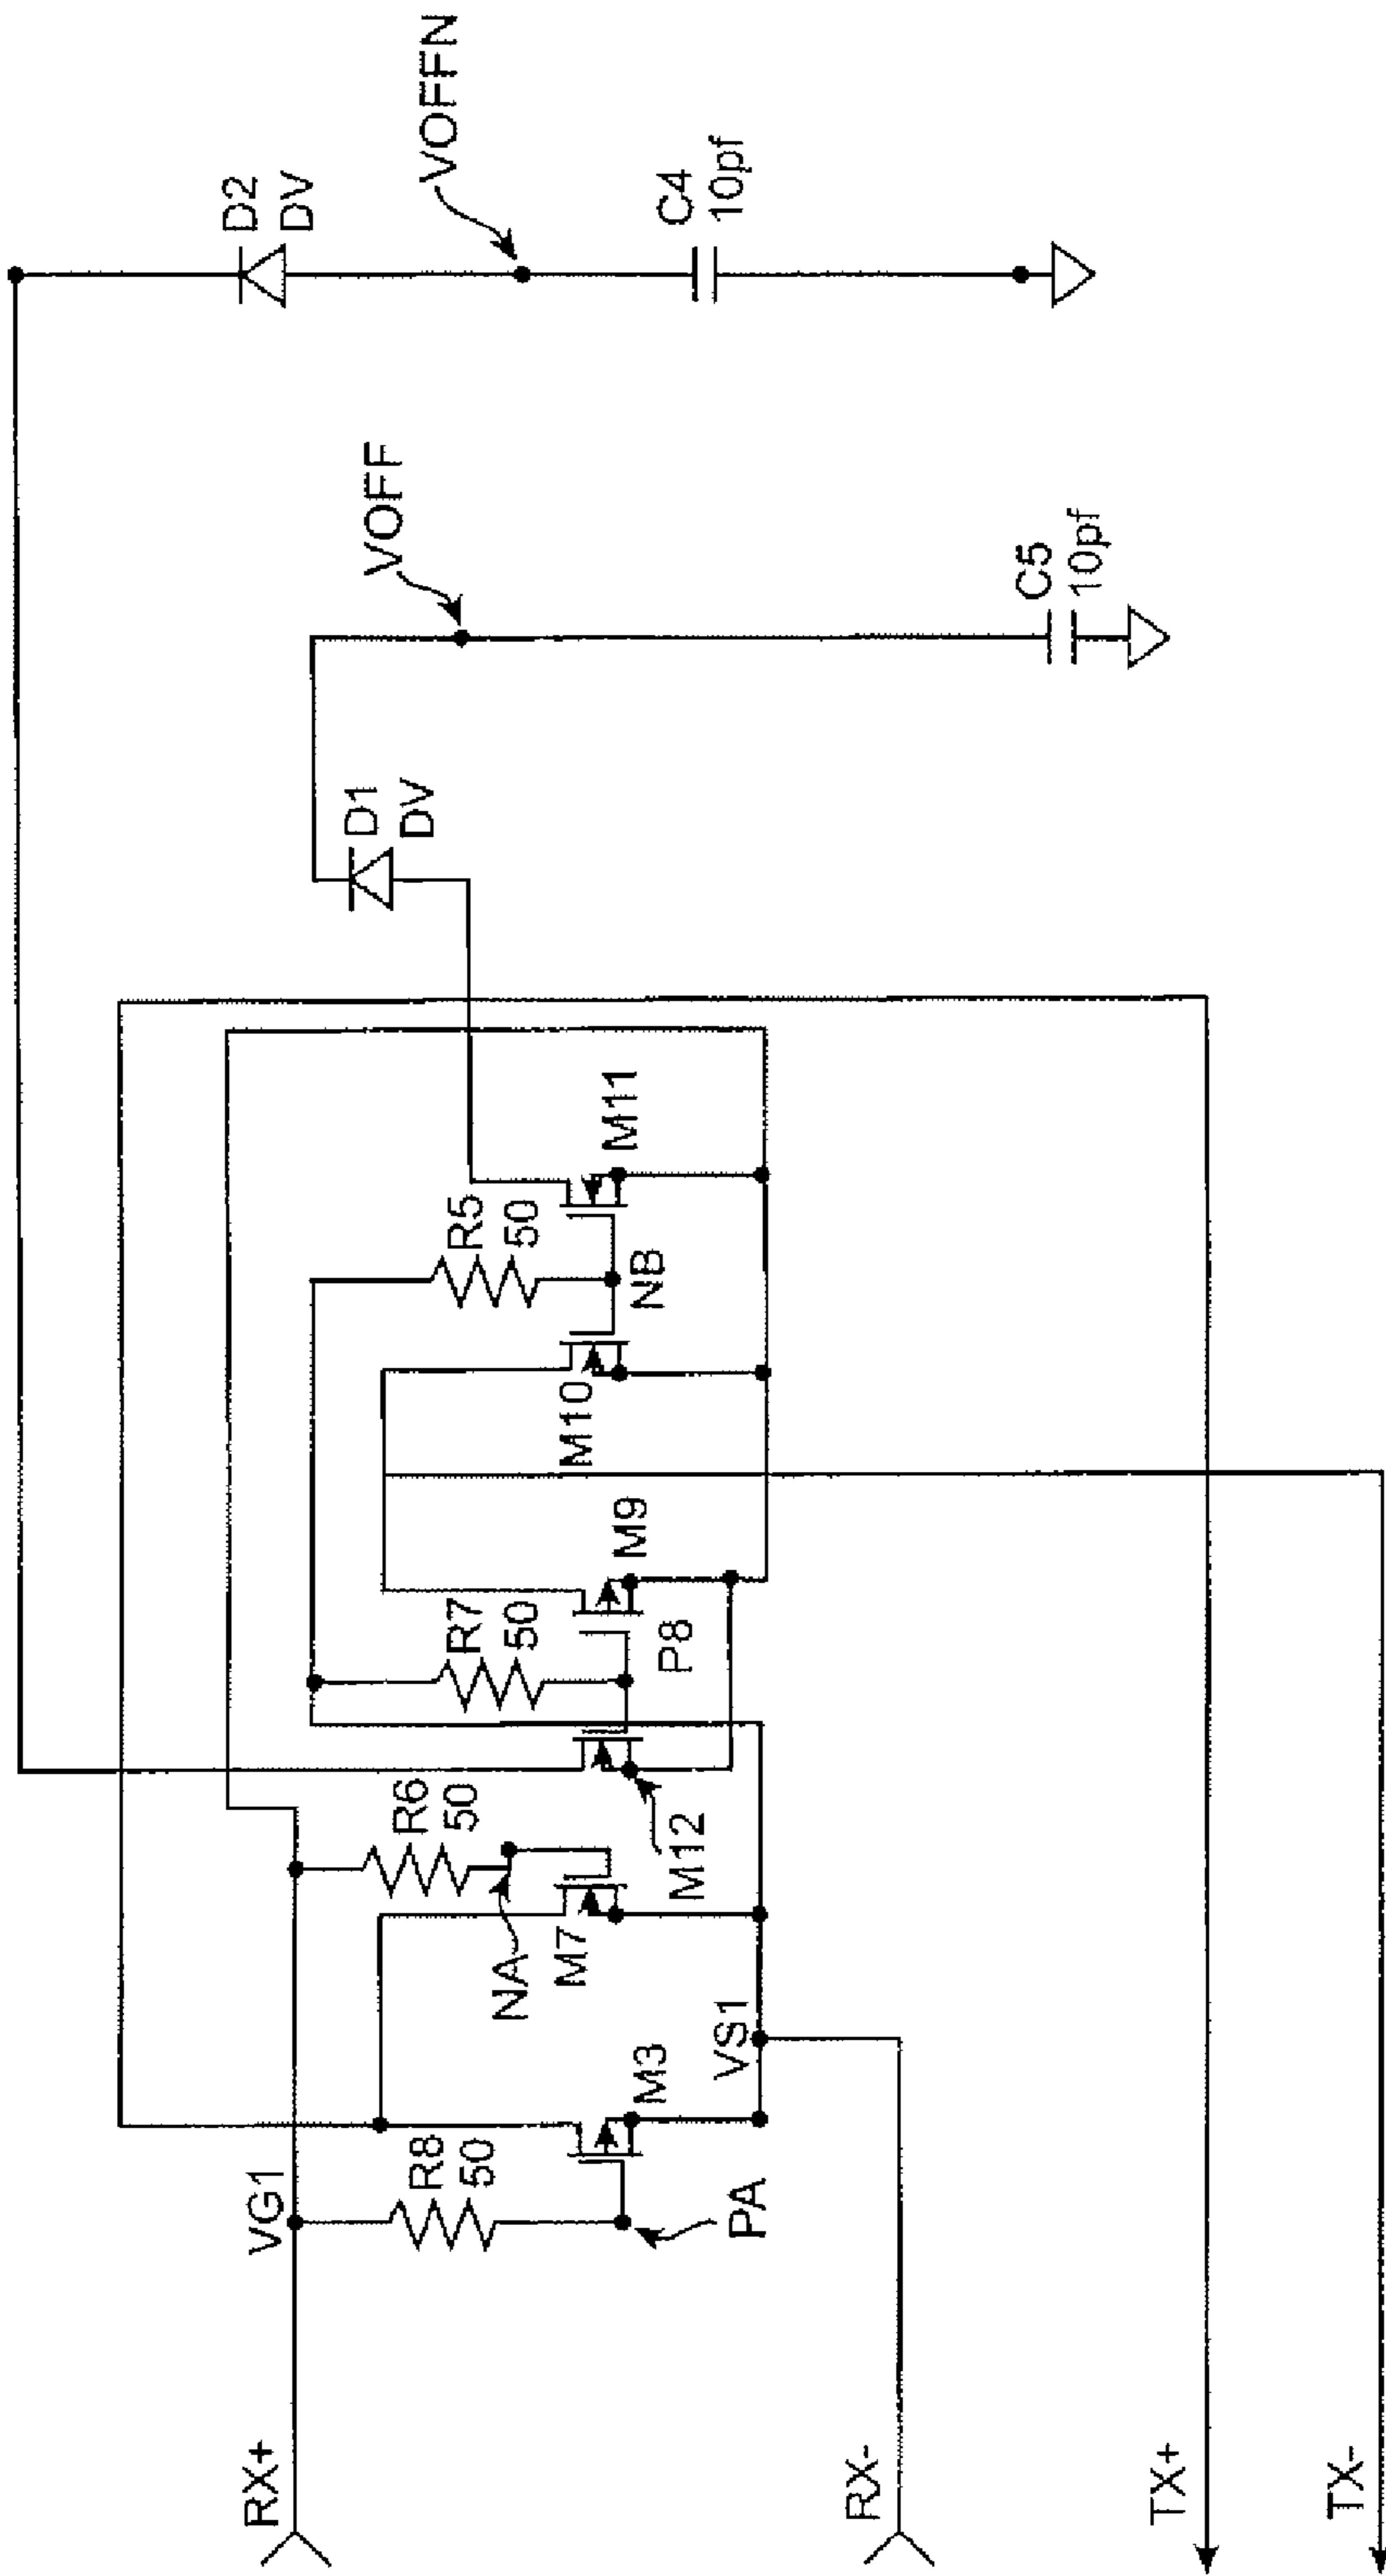 RX+
RX-
TX+
TX-
VG1
R8
50
PA
M3
VS1
NA
M7
R6
50
M12
R7
50
P8
M9
M10
R5
50
NB
M11
D1
DV
VOFF
C5
10pf
D2
DV
VOFFN
C4
10pf